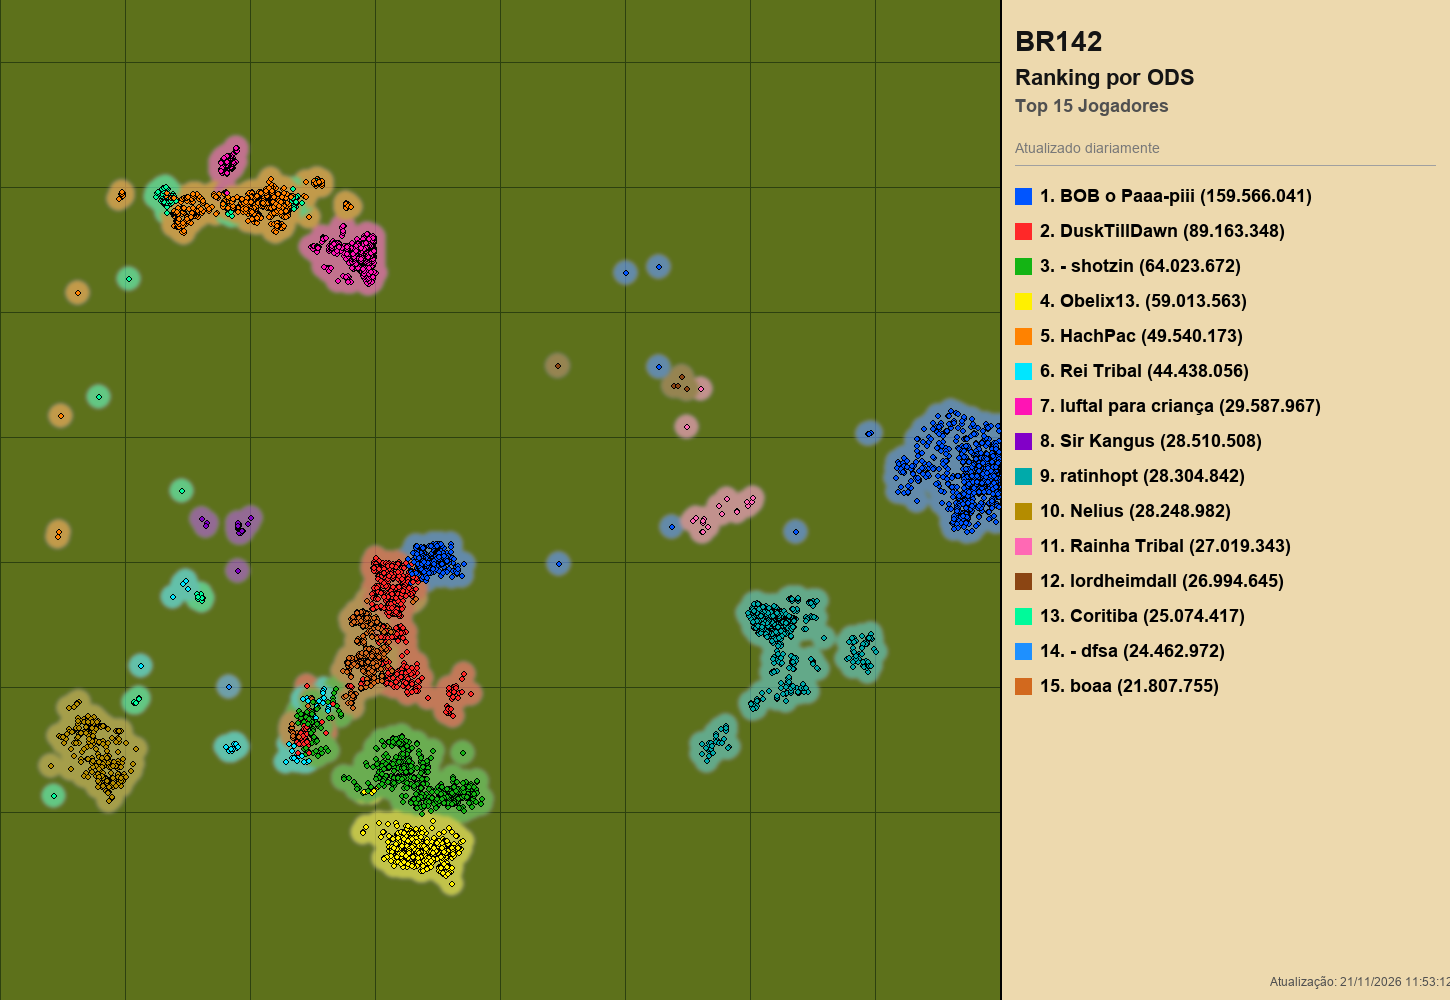 BR142
Ranking por ODS
Top 15 Jogadores
Atualizado diariamente
1. BOB o Paaa-piii (159.566.041)
2. DuskTillDawn (89.163.348)
3. - shotzin (64.023.672)
4. Obelix13. (59.013.563)
5. HachPac (49.540.173)
6. Rei Tribal (44.438.056)
7. luftal para criança (29.587.967)
8. Sir Kangus (28.510.508)
9. ratinhopt (28.304.842)
10. Nelius (28.248.982)
11. Rainha Tribal (27.019.343)
12. lordheimdall (26.994.645)
13. Coritiba (25.074.417)
14. - dfsa (24.462.972)
15. boaa (21.807.755)
Atualização: 21/11/2026 11:53:12